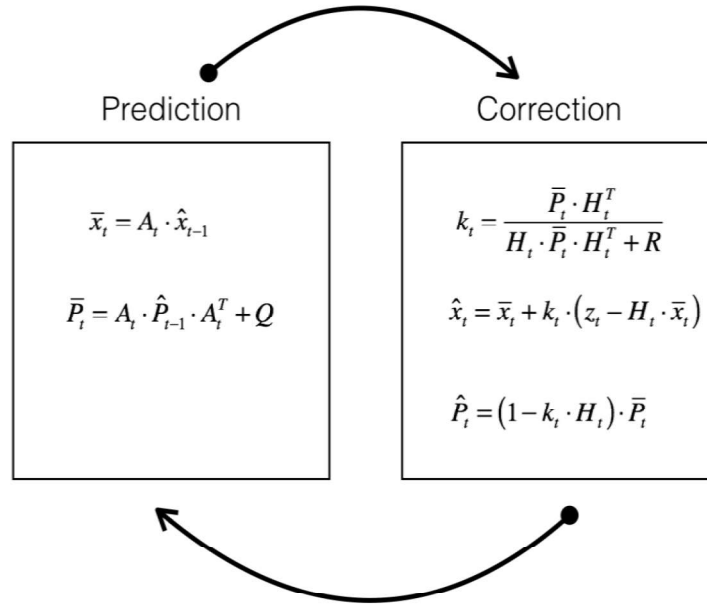 Prediction
x̄ₜ = Aₜ · x̂ₜ₋₁
P̄ₜ = Aₜ · P̂ₜ₋₁ · Aₜᵀ + Q
Correction
kₜ = (P̄ₜ · Hₜᵀ) / (Hₜ · P̄ₜ · Hₜᵀ + R)
x̂ₜ = x̄ₜ + kₜ · (zₜ − Hₜ · x̄ₜ)
P̂ₜ = (1 − kₜ · Hₜ) · P̄ₜ